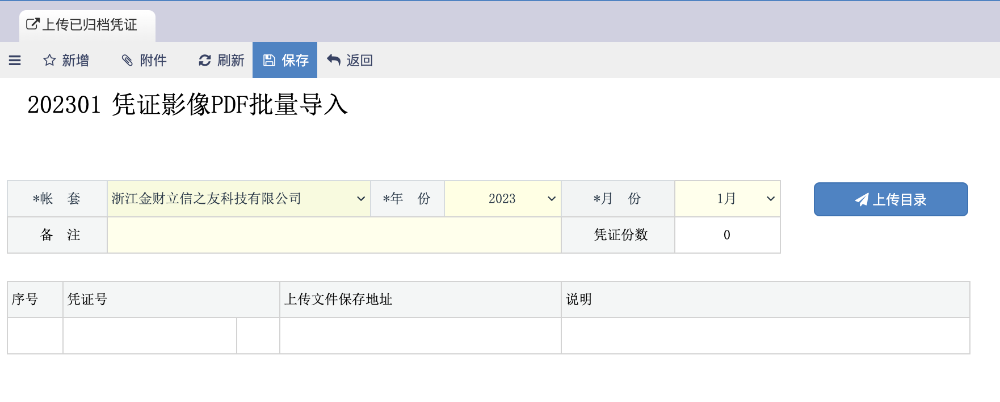 上传已归档凭证
新增 附件 刷新 保存 返回
202301 凭证影像PDF批量导入
*帐 套 浙江金财立信之友科技有限公司 *年 份 2023 *月 份 1月 上传目录
备 注 凭证份数 0
序号 凭证号 上传文件保存地址 说明